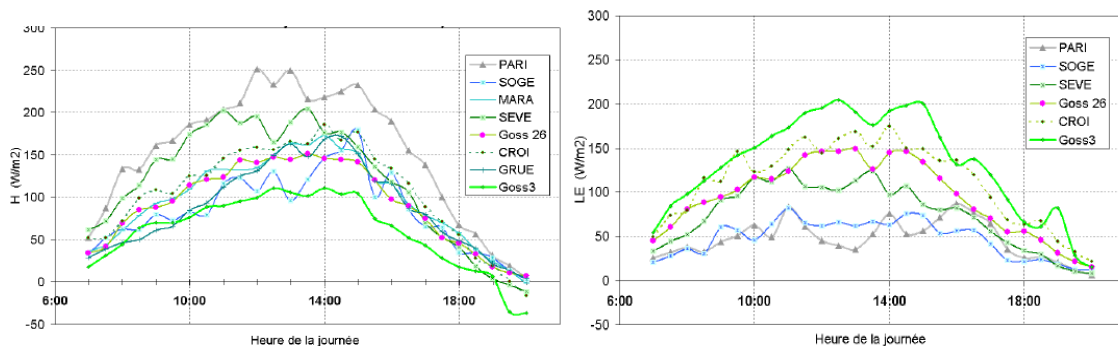 300
250
200
150
100
50
0
-50
H (W/m2)
6:00
10:00
14:00
18:00
Heure de la journée
PARI
SOGE
MARA
SEVE
Goss 26
CROI
GRUE
Goss3
300
250
200
150
100
50
0
-50
LE (W/m2)
6:00
10:00
14:00
18:00
Heure de la journée
PARI
SOGE
SEVE
Goss 26
CROI
Goss3